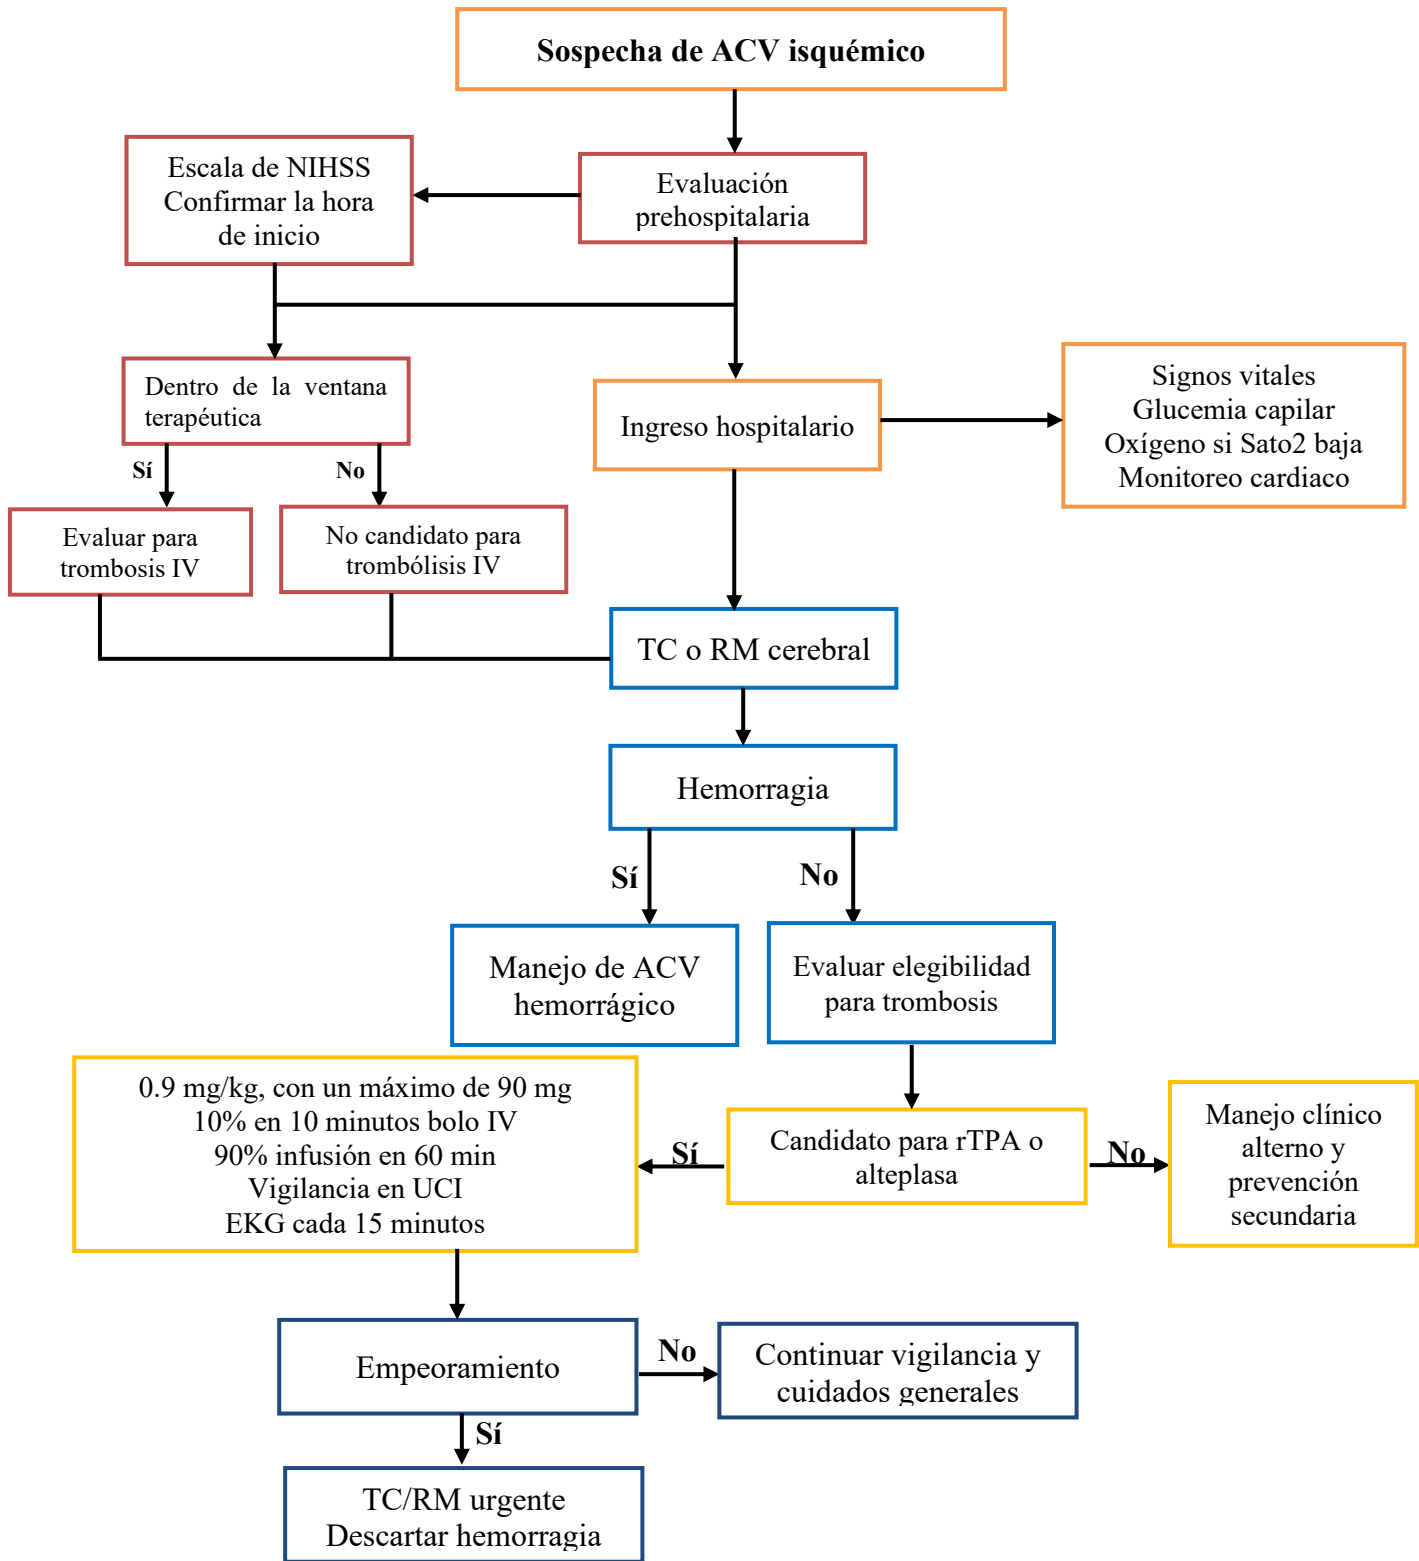 Sospecha de ACV isquémico
Escala de NIHSS
Confirmar la hora
de inicio
Evaluación
prehospitalaria
Dentro de la ventana
terapéutica
Sí
No
Evaluar para
trombosis IV
No candidato para
trombólisis IV
Ingreso hospitalario
Signos vitales
Glucemia capilar
Oxígeno si Sato2 baja
Monitoreo cardiaco
TC o RM cerebral
Hemorragia
Sí
No
Manejo de ACV
hemorrágico
Evaluar elegibilidad
para trombosis
0.9 mg/kg, con un máximo de 90 mg
10% en 10 minutos bolo IV
90% infusión en 60 min
Vigilancia en UCI
EKG cada 15 minutos
Sí
Candidato para rTPA o
alteplasa
No
Manejo clínico
alterno y
prevención
secundaria
Empeoramiento
No
Continuar vigilancia y
cuidados generales
Sí
TC/RM urgente
Descartar hemorragia